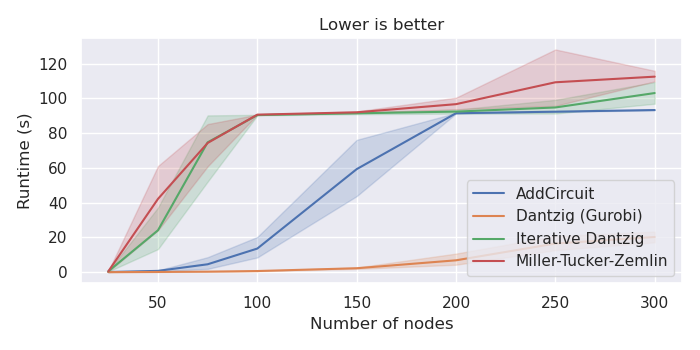 Lower is better
Runtime (s)
120
100
80
60
40
20
0
AddCircuit
Dantzig (Gurobi)
Iterative Dantzig
Miller-Tucker-Zemlin
50
100
150
200
250
300
Number of nodes